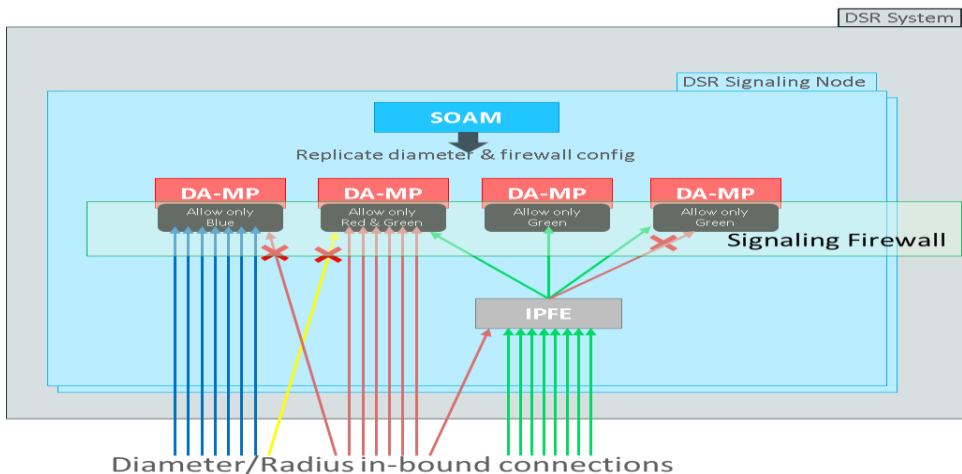 DSR System
DSR Signaling Node
SOAM
Replicate diameter & firewall config
DA-MP
DA-MP
DA-MP
DA-MP
Allow only
Blue
Allow only
Red & Green
Allow only
Green
Allow only
Green
Signaling Firewall
IPFE
Diameter/Radius in-bound connections